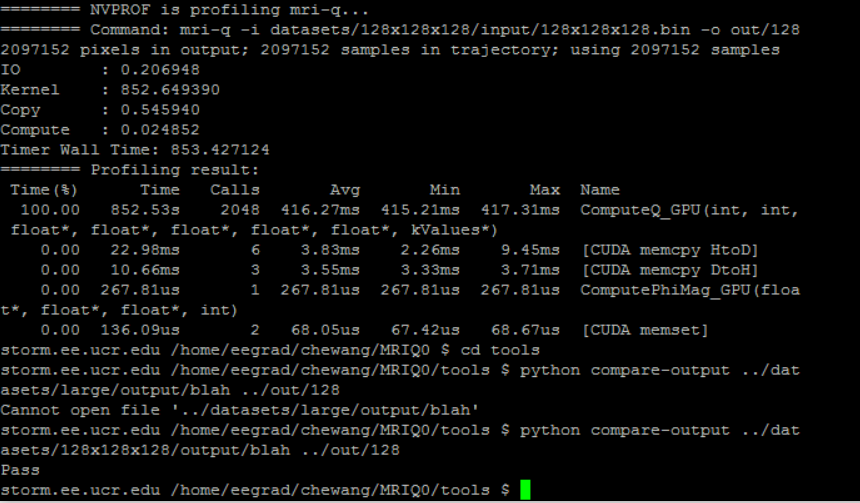 ======== NVPROF is profiling mri-q...
======== Command: mri-q -i datasets/128x128x128/input/128x128x128.bin -o out/128
2097152 pixels in output; 2097152 samples in trajectory; using 2097152 samples
IO        : 0.206948
Kernel    : 852.649390
Copy      : 0.545940
Compute   : 0.024852
Timer Wall Time: 853.427124
======== Profiling result:
 Time(%)      Time   Calls       Avg       Min       Max  Name
  100.00   852.53s    2048  416.27ms  415.21ms  417.31ms  ComputeQ_GPU(int, int,
 float*, float*, float*, float*, float*, kValues*)
    0.00   22.98ms       6    3.83ms    2.26ms    9.45ms  [CUDA memcpy HtoD]
    0.00   10.66ms       3    3.55ms    3.33ms    3.71ms  [CUDA memcpy DtoH]
    0.00  267.81us       1  267.81us  267.81us  267.81us  ComputePhiMag_GPU(floa
t*, float*, float*, int)
    0.00  136.09us       2   68.05us   67.42us   68.67us  [CUDA memset]
storm.ee.ucr.edu /home/eegrad/chewang/MRIQ0 $ cd tools
storm.ee.ucr.edu /home/eegrad/chewang/MRIQ0/tools $ python compare-output ../dat
asets/large/output/blah ../out/128
Cannot open file '../datasets/large/output/blah'
storm.ee.ucr.edu /home/eegrad/chewang/MRIQ0/tools $ python compare-output ../dat
asets/128x128x128/output/blah ../out/128
Pass
storm.ee.ucr.edu /home/eegrad/chewang/MRIQ0/tools $